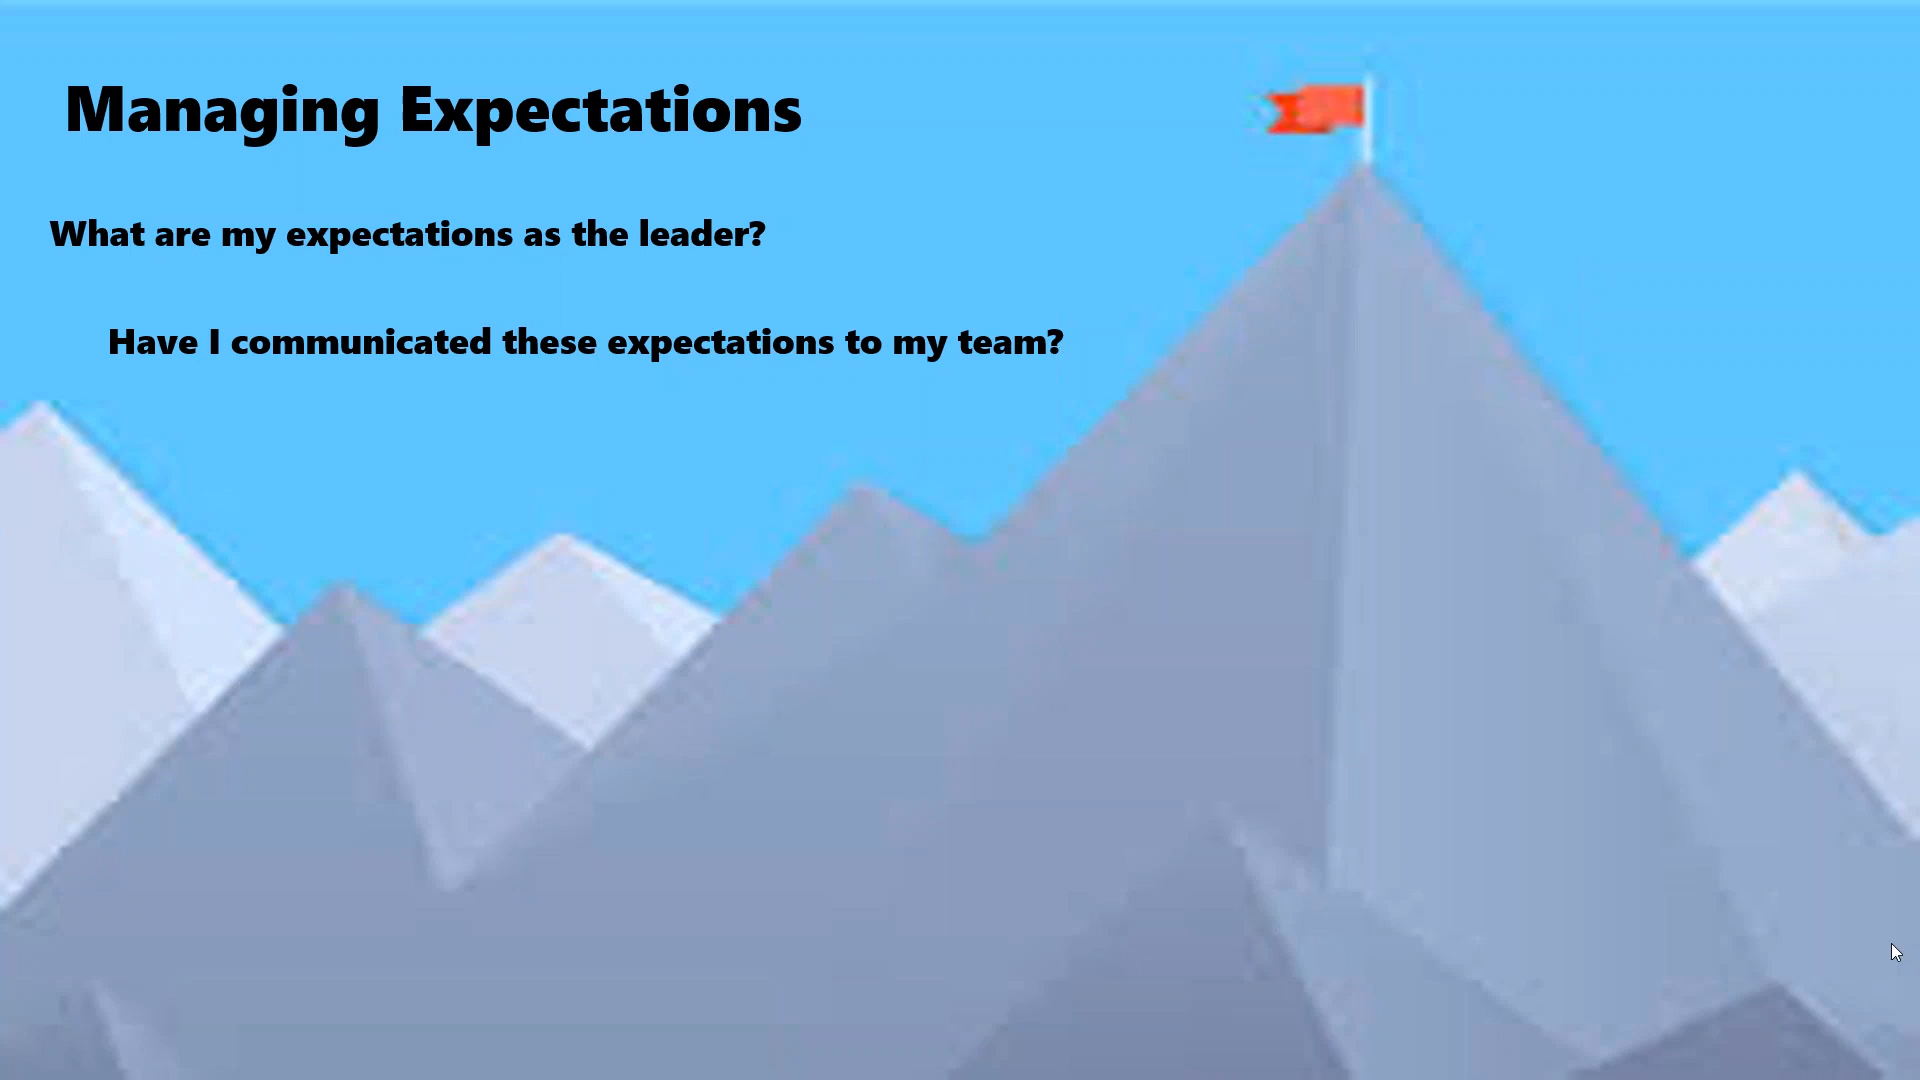 Managing Expectations
What are my expectations as the leader?
Have I communicated these expectations to my team?